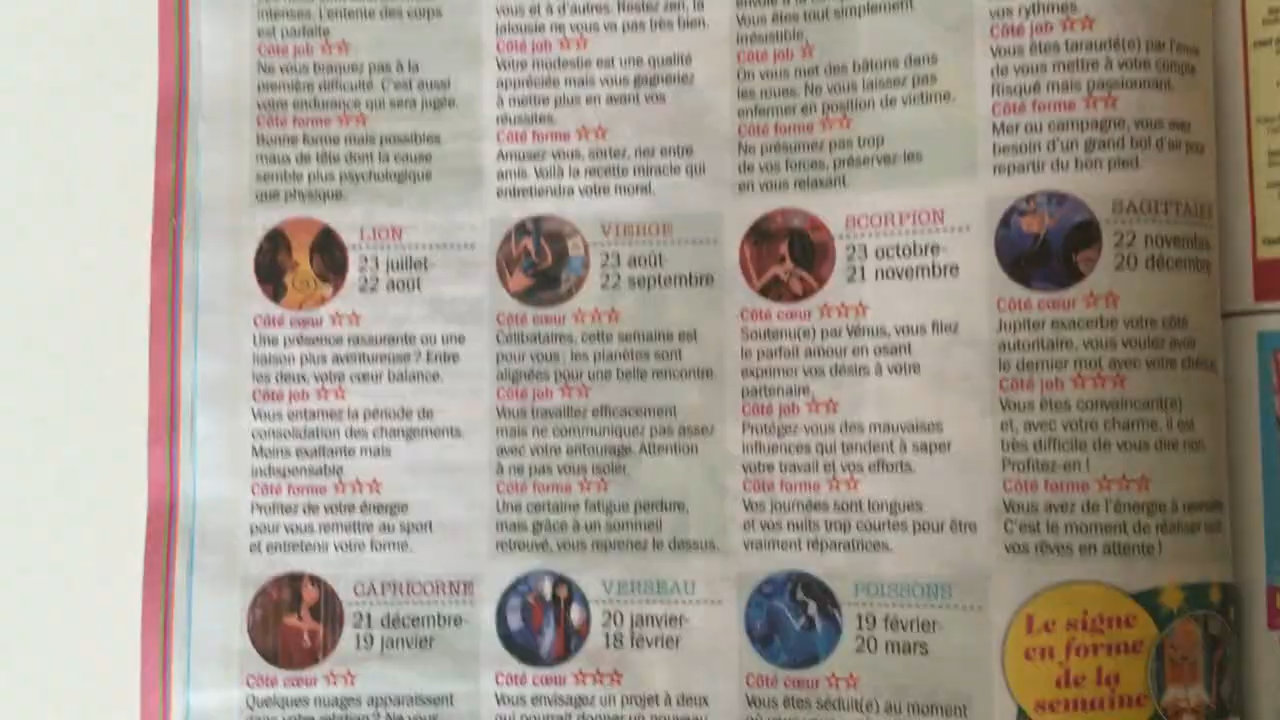 intenses. L'entente des corps
est parfaite.
Côté job ☆☆
Ne vous braquez pas à la
première difficulté. C'est aussi
votre endurance qui sera jugée.
Côté forme ☆☆
Bonne forme mais possibles
maux de tête dont la cause
semble plus psychologique
que physique.
vous et à d'autres. Restez zen, la
jalousie ne vous va pas très bien.
Côté job ☆☆
Votre modestie est une qualité
appréciée mais vous gagneriez
à mettre plus en avant vos
réussites.
Côté forme ☆☆
Amusez-vous, sortez, riez entre
amis. Voilà la recette miracle qui
entretiendra votre moral.
Vous êtes tout simplement
irrésistible.
Côté job ☆
On vous met des bâtons dans
les roues. Ne vous laissez pas
enfermer en position de victime.
Côté forme ☆☆
Ne présumez pas trop
de vos forces, préservez-les
en vous relaxant.
vos rythmes.
Côté job ☆☆
Vous êtes taraudé(e) par l'envie
de vous mettre à votre compte.
Risqué mais passionnant.
Côté forme ☆☆
Mer ou campagne, vous avez
besoin d'un grand bol d'air pour
repartir du bon pied.
LION
23 juillet-
22 août
Côté cœur ☆☆
Une présence rassurante ou une
liaison plus aventureuse ? Entre
les deux, votre cœur balance.
Côté job ☆☆
Vous entamez la période de
consolidation des changements.
Moins exaltante mais
indispensable.
Côté forme ☆☆☆
Profitez de votre énergie
pour vous remettre au sport
et entretenir votre forme.
VIERGE
23 août-
22 septembre
Côté cœur ☆☆☆
Célibataires, cette semaine est
pour vous : les planètes sont
alignées pour une belle rencontre.
Côté job ☆☆
Vous travaillez efficacement
mais ne communiquez pas assez
avec votre entourage. Attention
à ne pas vous isoler.
Côté forme ☆☆
Une certaine fatigue perdure,
mais grâce à un sommeil
retrouvé, vous reprenez le dessus.
SCORPION
23 octobre-
21 novembre
Côté cœur ☆☆☆
Soutenu(e) par Vénus, vous filez
le parfait amour en osant
exprimer vos désirs à votre
partenaire.
Côté job ☆☆
Protégez-vous des mauvaises
influences qui tendent à saper
votre travail et vos efforts.
Côté forme ☆☆
Vos journées sont longues
et vos nuits trop courtes pour être
vraiment réparatrices.
SAGITTAIRE
22 novembre-
20 décembre
Côté cœur ☆☆
Jupiter exacerbe votre côté
autoritaire, vous voulez avoir
le dernier mot avec votre
Côté job ☆☆☆
Vous êtes convaincant(e)
et, avec votre charme, il est
très difficile de vous dire non.
Profitez-en !
Côté forme ☆☆☆
Vous avez de l'énergie à
C'est le moment de réaliser
vos rêves en attente !
CAPRICORNE
21 décembre-
19 janvier
Côté cœur ☆☆
Quelques nuages apparaissent
dans votre relation ? Ne vous
VERSEAU
20 janvier-
18 février
Côté cœur ☆☆☆
Vous envisagez un projet à deux
qui pourrait donner un nouveau
POISSONS
19 février-
20 mars
Côté cœur ☆☆
Vous êtes séduit(e) au moment
Le signe
en forme
de la
semaine